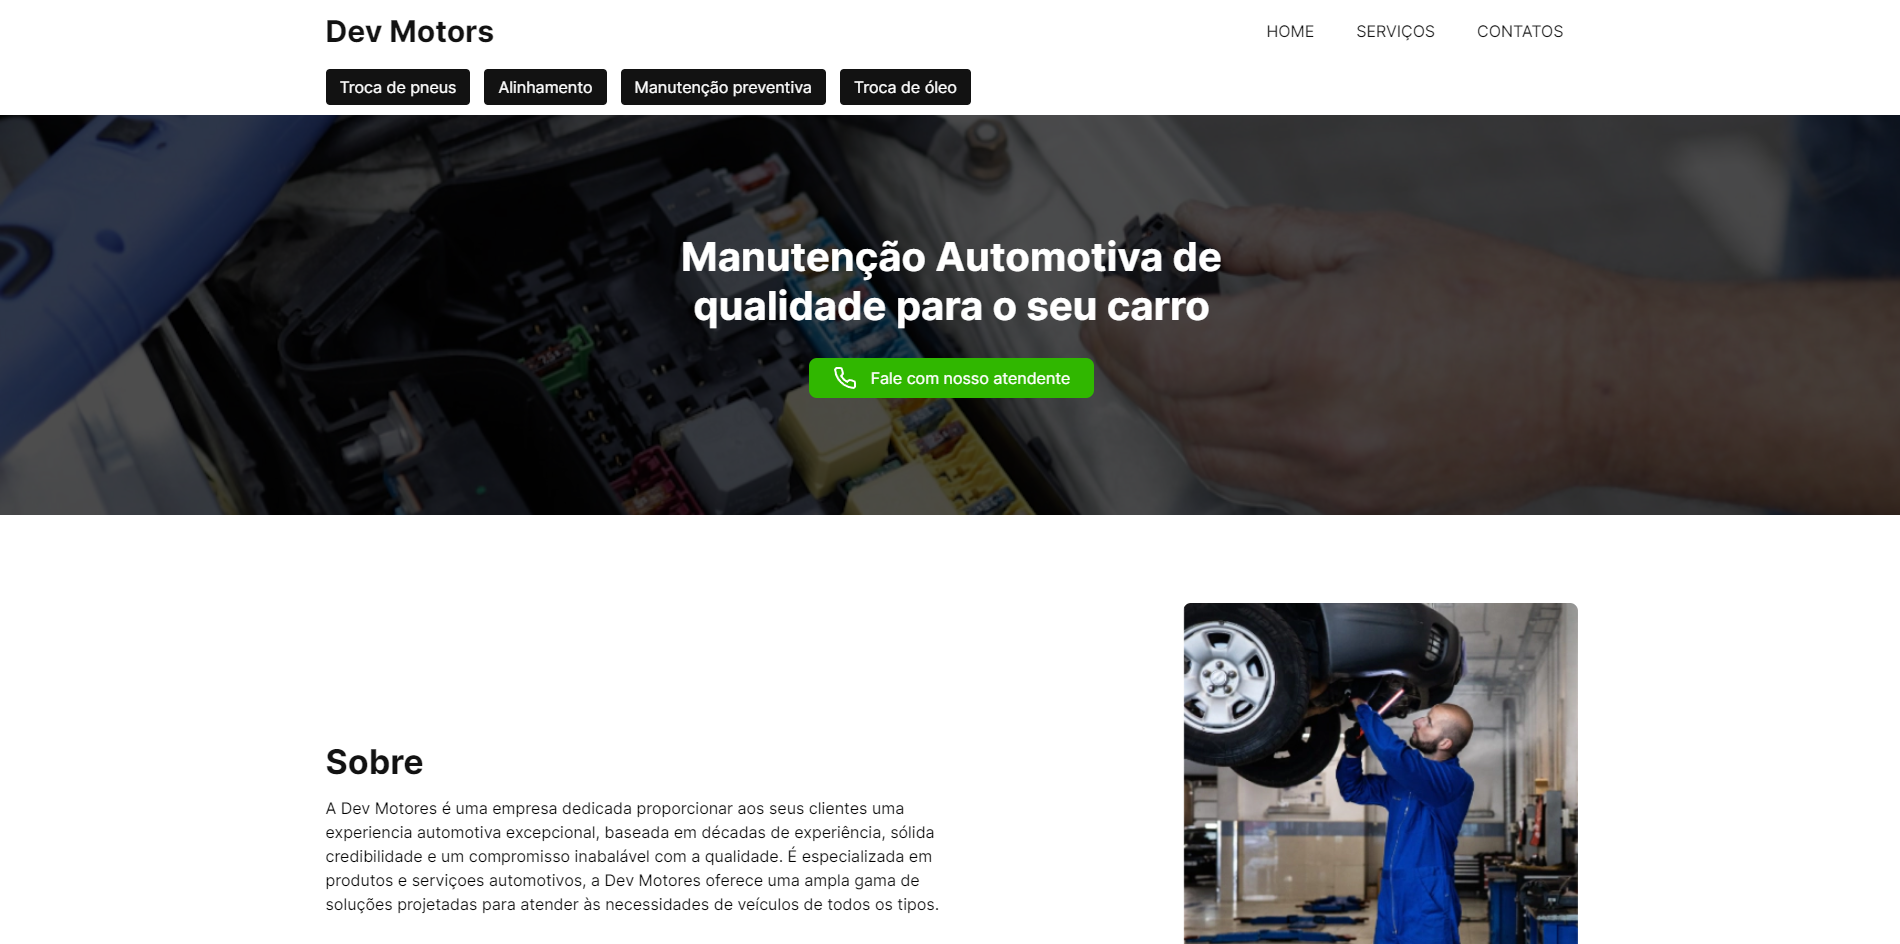 Dev Motors
HOME SERVIÇOS CONTATOS
Troca de pneus Alinhamento Manutenção preventiva Troca de óleo
Manutenção Automotiva de
qualidade para o seu carro
Fale com nosso atendente
Sobre
A Dev Motores é uma empresa dedicada proporcionar aos seus clientes uma
experiencia automotiva excepcional, baseada em décadas de experiência, sólida
credibilidade e um compromisso inabalável com a qualidade. É especializada em
produtos e serviçoes automotivos, a Dev Motores oferece uma ampla gama de
soluções projetadas para atender às necessidades de veículos de todos os tipos.